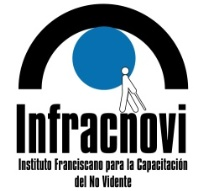 Infracnovi
Instituto Franciscano para la Capacitación
del No Vidente